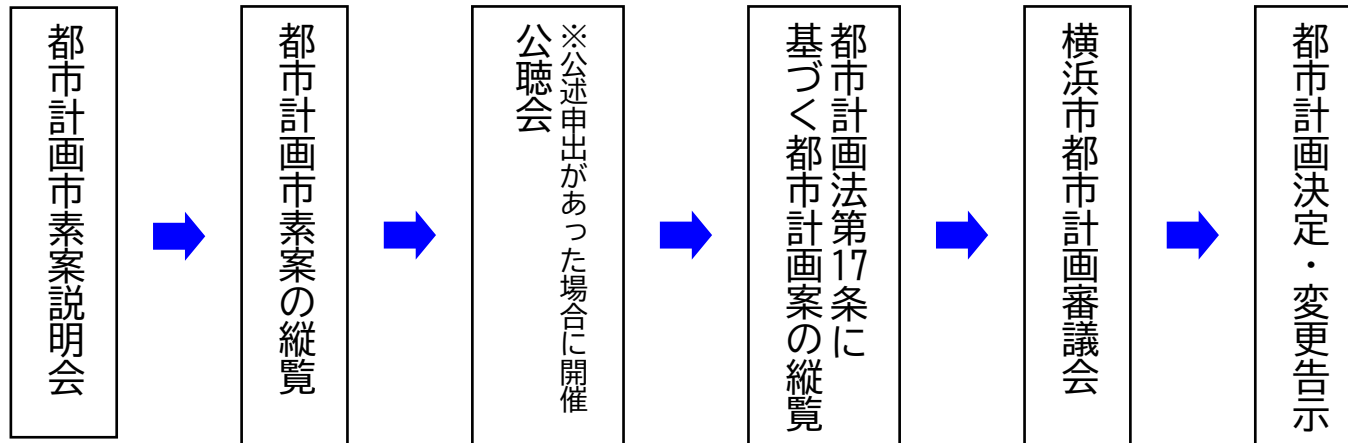 都市計画市素案説明会
都市計画市素案の縦覧
※公述申出があった場合に開催
公聴会
都市計画法第17条に
基づく都市計画案の縦覧
横浜市都市計画審議会
都市計画決定・変更告示